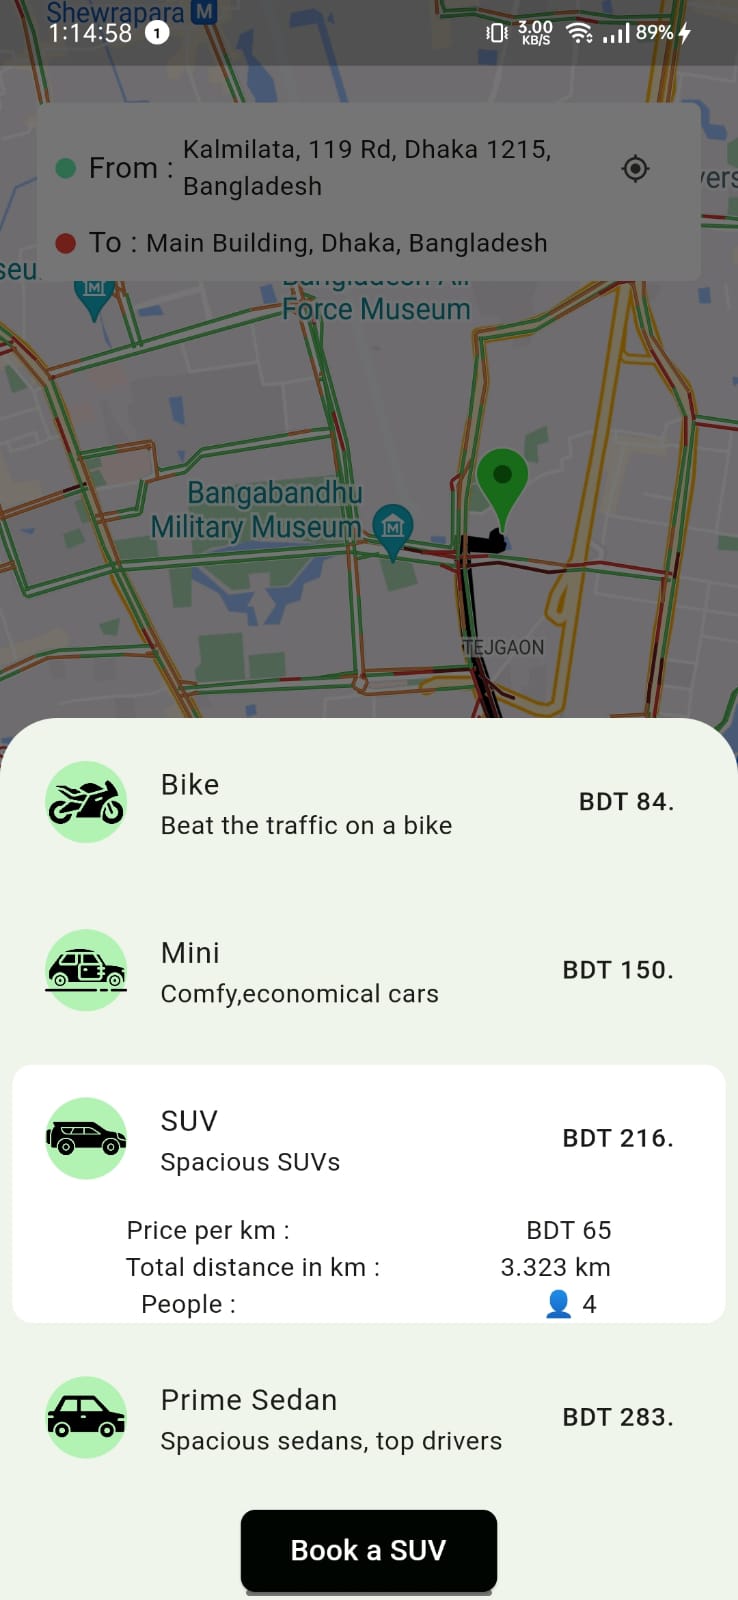 Shewrapara M
1:14:58 1 3.00 KB/S 89%
From : Kalmilata, 119 Rd, Dhaka 1215,
Bangladesh
To : Main Building, Dhaka, Bangladesh
Force Museum
Bangabandhu
Military Museum
TEJGAON
Bike
Beat the traffic on a bike
BDT 84.
Mini
Comfy,economical cars
BDT 150.
SUV
Spacious SUVs
BDT 216.
Price per km : BDT 65
Total distance in km : 3.323 km
People : 4
Prime Sedan
Spacious sedans, top drivers
BDT 283.
Book a SUV